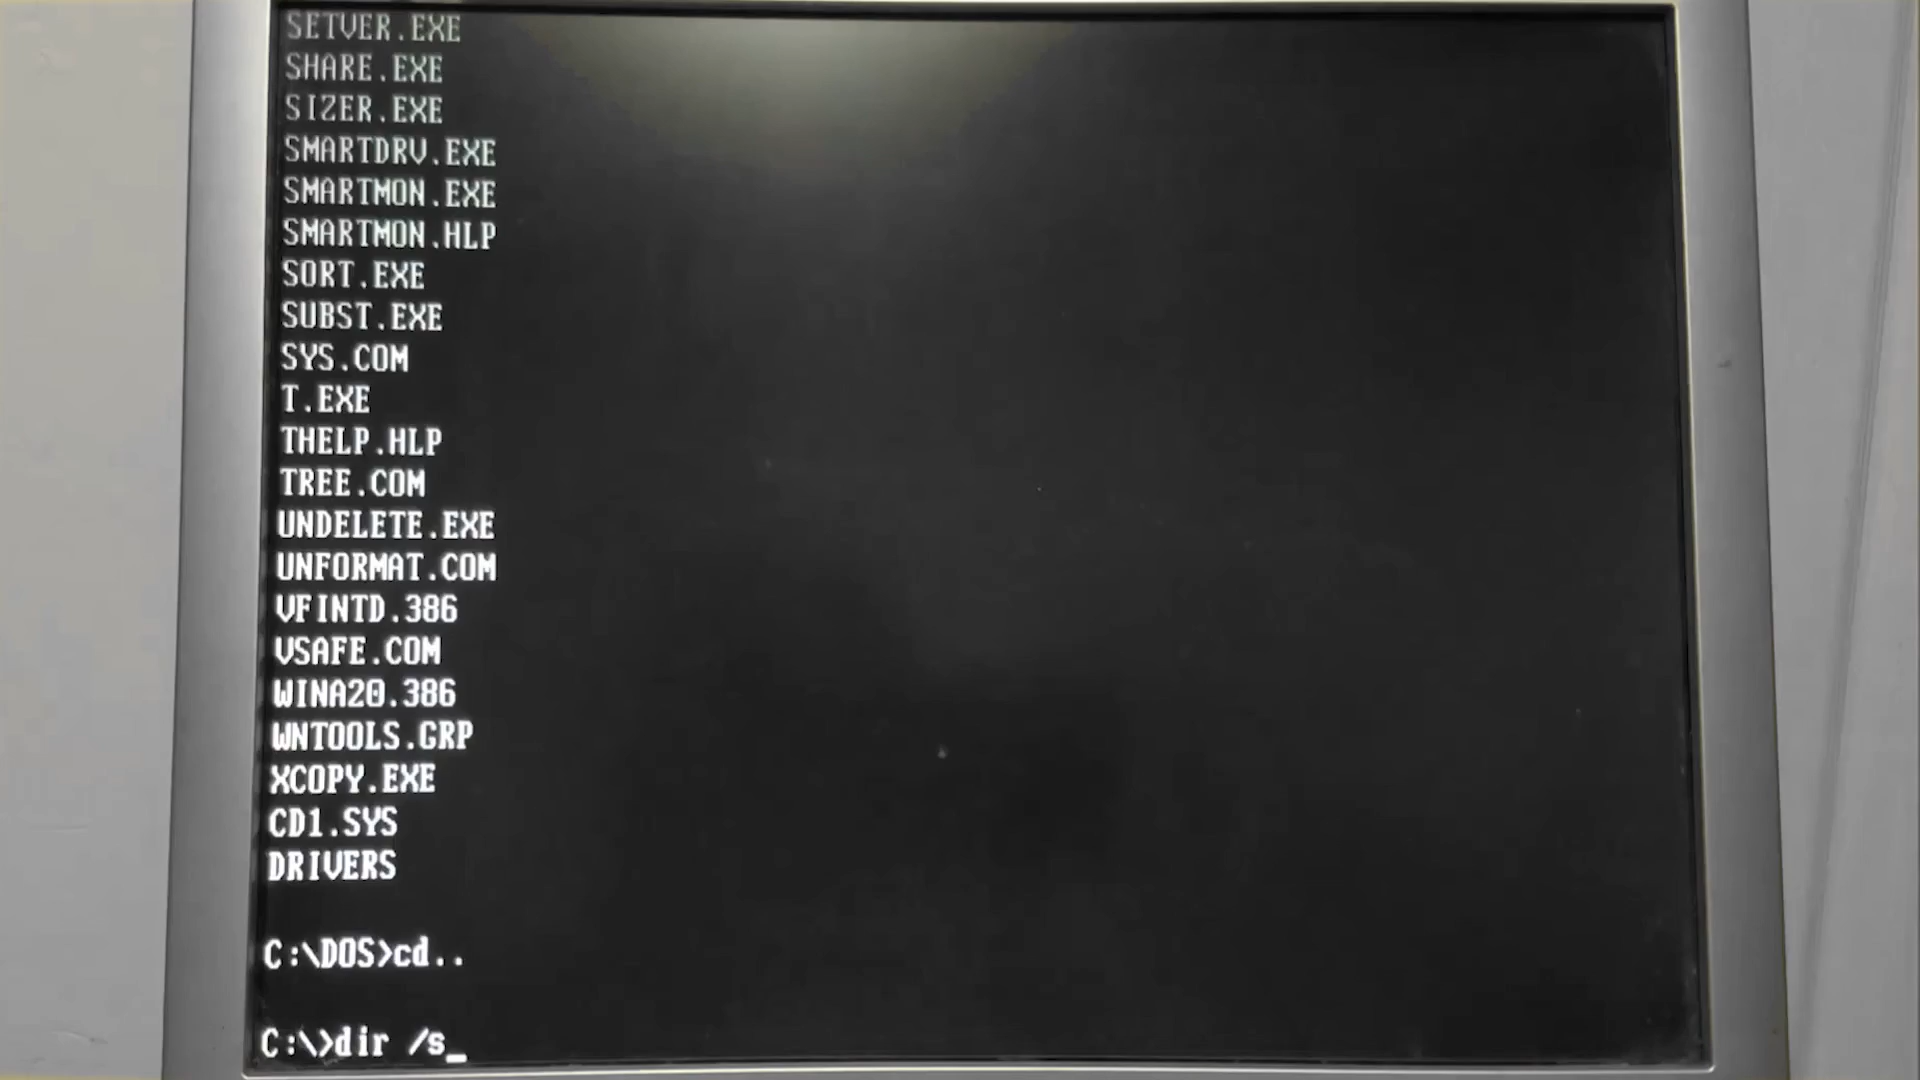 SETVER.EXE
SHARE.EXE
SIZER.EXE
SMARTDRV.EXE
SMARTMON.EXE
SMARTMON.HLP
SORT.EXE
SUBST.EXE
SYS.COM
T.EXE
THELP.HLP
TREE.COM
UNDELETE.EXE
UNFORMAT.COM
VFINTD.386
VSAFE.COM
WINA20.386
WNTOOLS.GRP
XCOPY.EXE
CD1.SYS
DRIVERS
C:\DOS>cd..
C:\>dir /s_